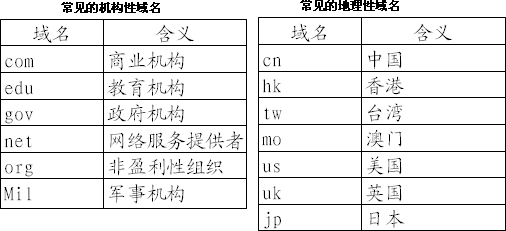 常见的机构性域名
域名 含义
com 商业机构
edu 教育机构
gov 政府机构
net 网络服务提供者
org 非盈利性组织
Mil 军事机构
常见的地理性域名
域名 含义
cn 中国
hk 香港
tw 台湾
mo 澳门
us 美国
uk 英国
jp 日本